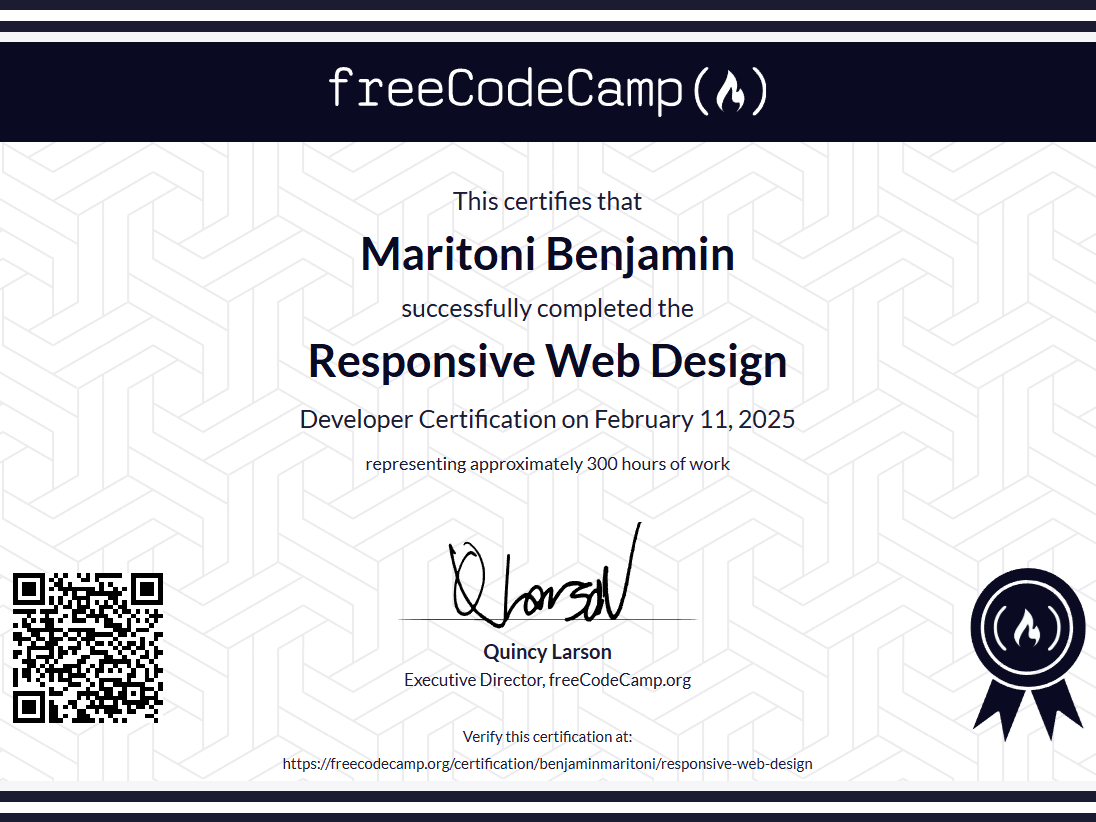 freeCodeCamp(🔥)
This certifies that
Maritoni Benjamin
successfully completed the
Responsive Web Design
Developer Certification on February 11, 2025
representing approximately 300 hours of work
Q Larson
Quincy Larson
Executive Director, freeCodeCamp.org
Verify this certification at:
https://freecodecamp.org/certification/benjaminmaritoni/responsive-web-design